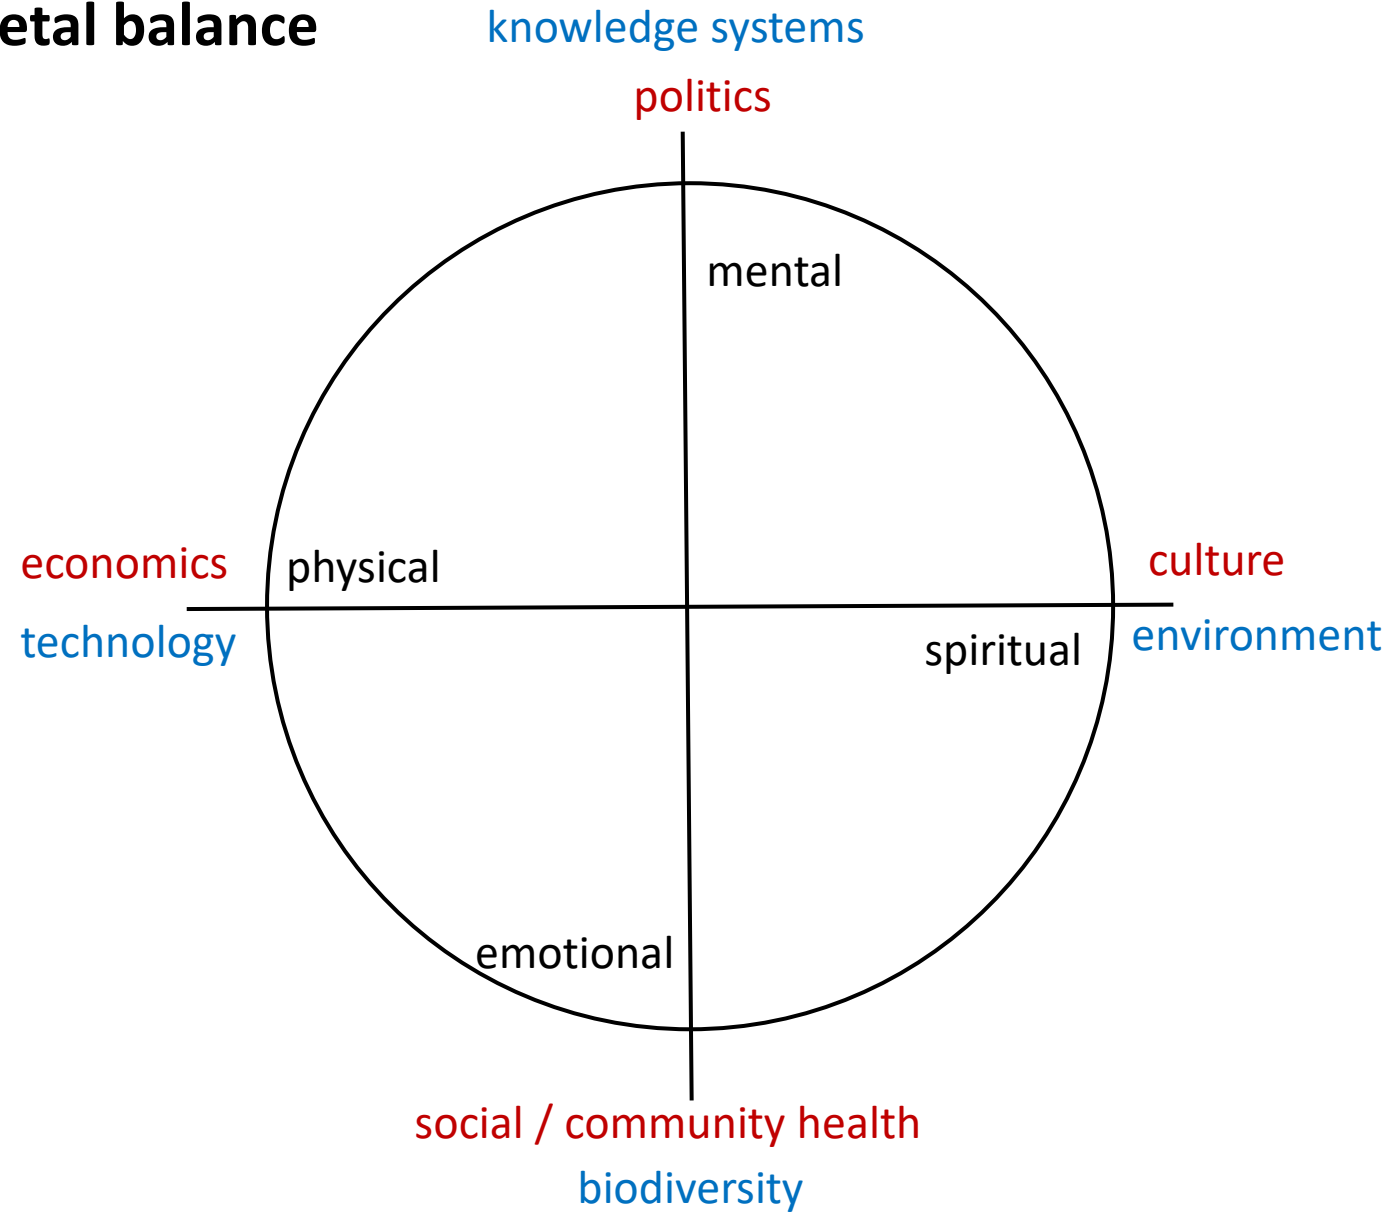 etal balance
knowledge systems
politics
mental
economics
physical
culture
technology
environment
spiritual
emotional
social / community health
biodiversity